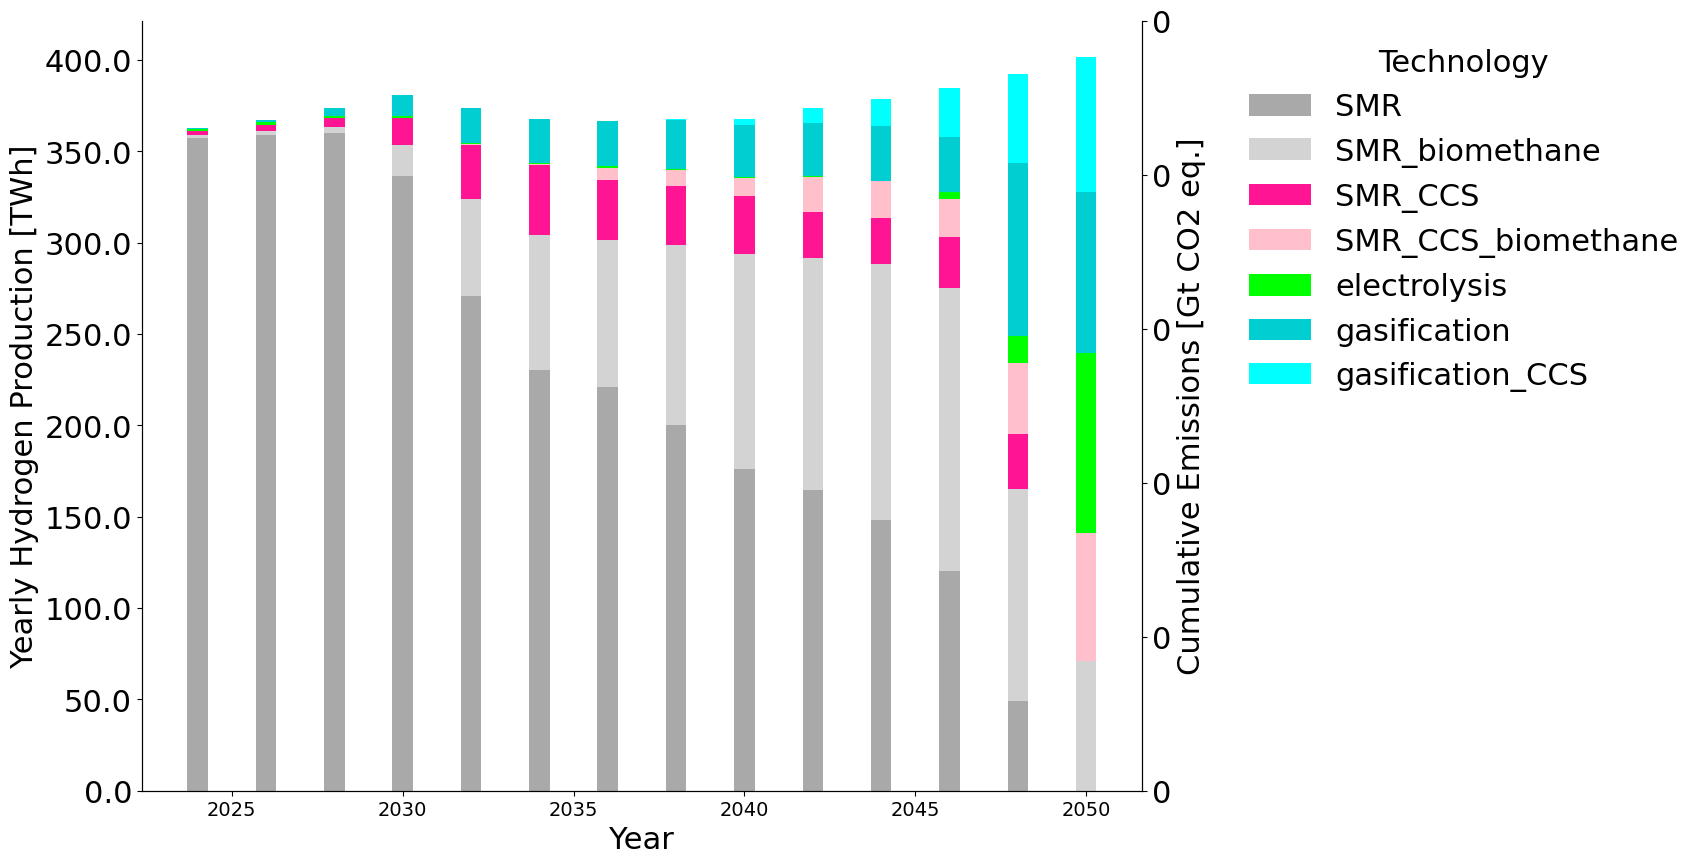 Yearly Hydrogen Production [TWh]
400.0
350.0
300.0
250.0
200.0
150.0
100.0
50.0
0.0
2025
2030
2035
2040
2045
2050
Year
0
0
0
0
0
0
Cumulative Emissions [Gt CO2 eq.]
Technology
SMR
SMR_biomethane
SMR_CCS
SMR_CCS_biomethane
electrolysis
gasification
gasification_CCS